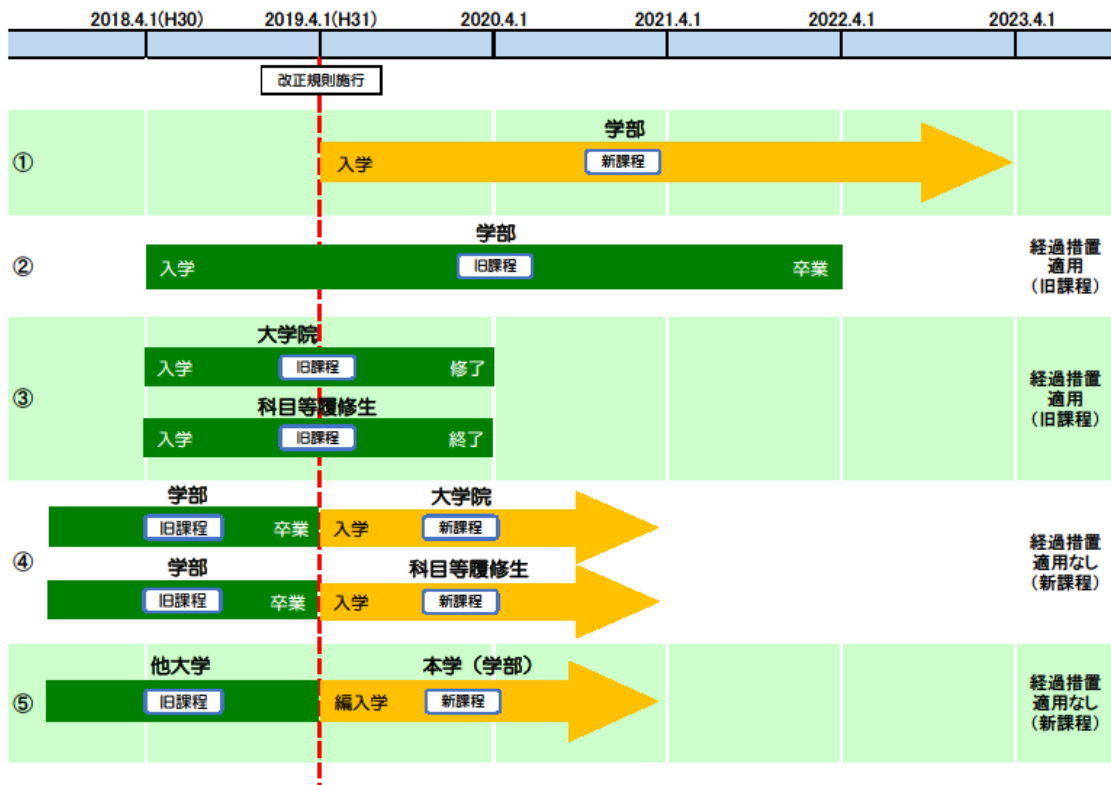 2018.4.1(H30) 2019.4.1(H31) 2020.4.1 2021.4.1 2022.4.1 2023.4.1
改正規則施行
①
学部
入学 新課程
②
学部
入学 旧課程 卒業
経過措置
適用
(旧課程)
③
大学院
入学 旧課程 修了
科目等履修生
入学 旧課程 終了
経過措置
適用
(旧課程)
④
学部 大学院
旧課程 卒業 入学 新課程
学部 科目等履修生
旧課程 卒業 入学 新課程
経過措置
適用なし
(新課程)
⑤
他大学 本学（学部）
旧課程 編入学 新課程
経過措置
適用なし
(新課程)